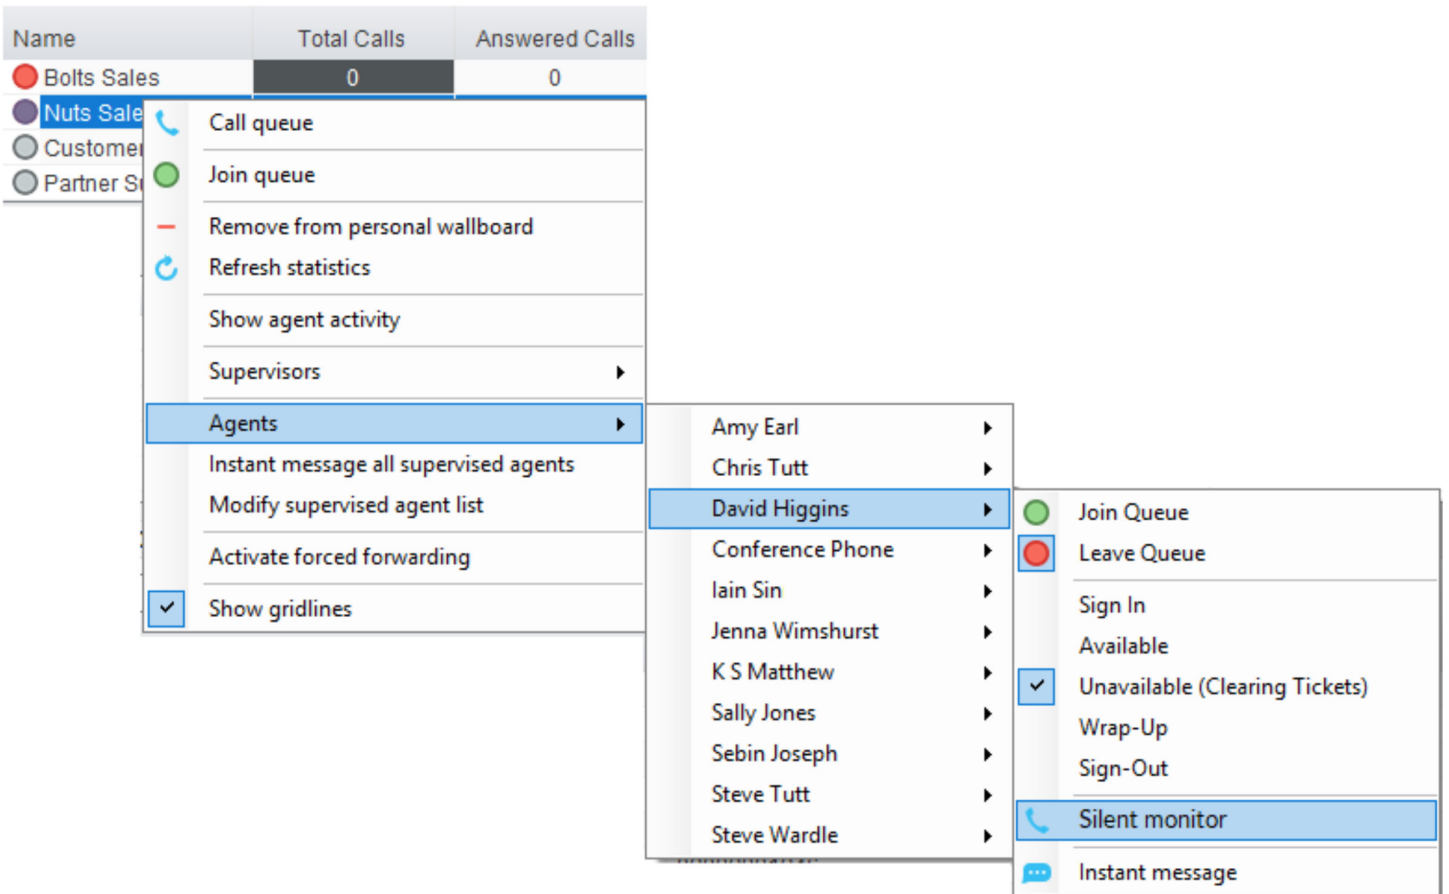 Name Total Calls Answered Calls
Bolts Sales 0 0
Nuts Sale
Customer
Partner S
Call queue
Join queue
Remove from personal wallboard
Refresh statistics
Show agent activity
Supervisors
Agents
Instant message all supervised agents
Modify supervised agent list
Activate forced forwarding
Show gridlines
Amy Earl
Chris Tutt
David Higgins
Conference Phone
Iain Sin
Jenna Wimshurst
K S Matthew
Sally Jones
Sebin Joseph
Steve Tutt
Steve Wardle
Join Queue
Leave Queue
Sign In
Available
Unavailable (Clearing Tickets)
Wrap-Up
Sign-Out
Silent monitor
Instant message